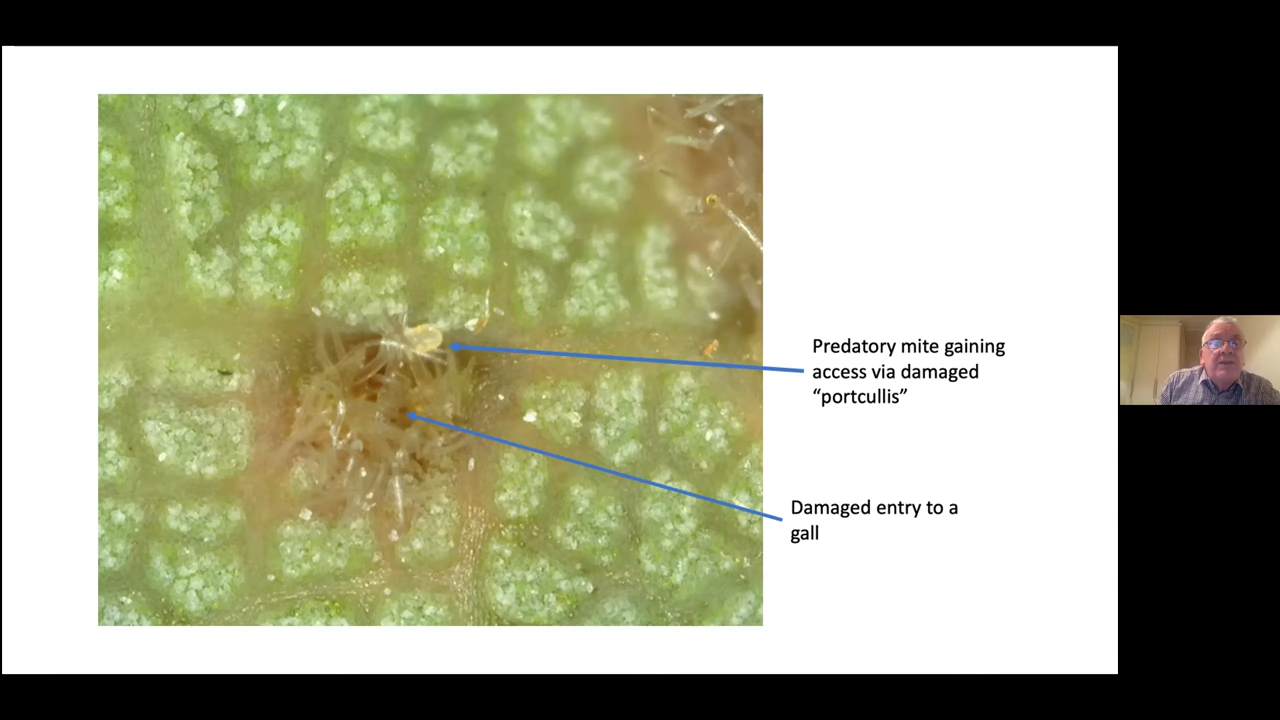 Predatory mite gaining
access via damaged
“portcullis”
Damaged entry to a
gall